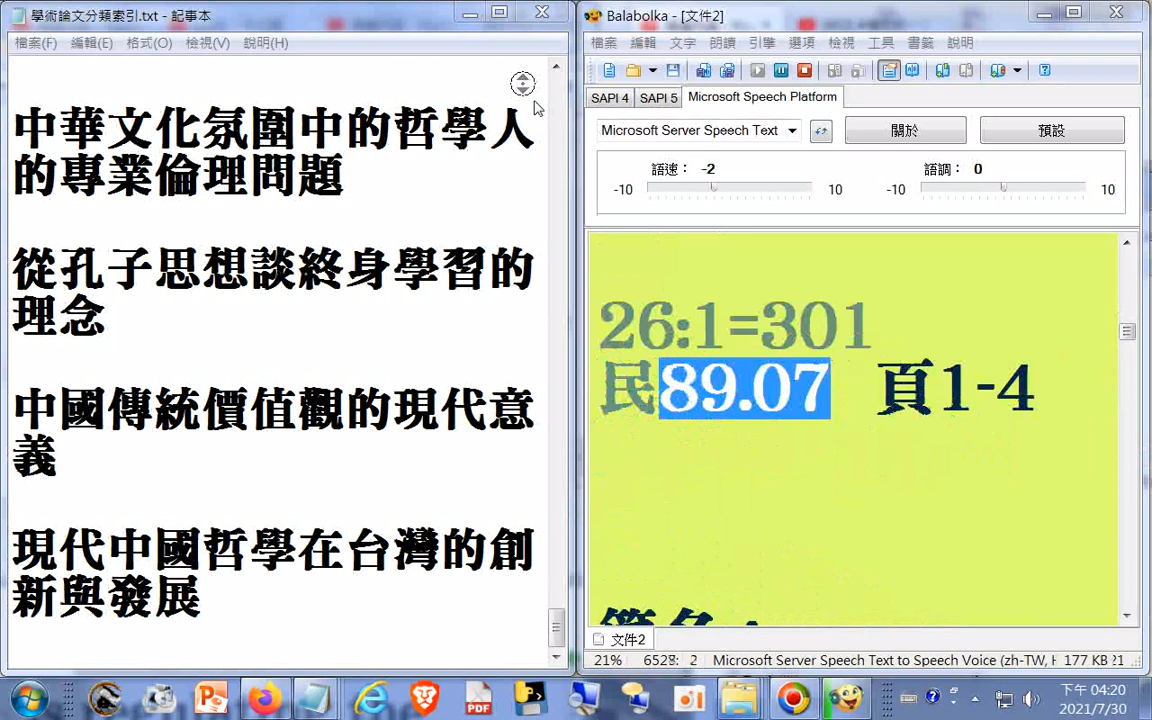 學術論文分類索引.txt - 記事本
檔案(F) 編輯(E) 格式(O) 檢視(V) 說明(H)
中華文化氛圍中的哲學人
的專業倫理問題
從孔子思想談終身學習的
理念
中國傳統價值觀的現代意
義
現代中國哲學在台灣的創
新與發展
Balabolka - [文件2]
檔案 編輯 文字 朗讀 引擎 選項 檢視 工具 書籤 說明
SAPI 4 SAPI 5 Microsoft Speech Platform
Microsoft Server Speech Text 關於 預設
語速： -2 語調： 0
-10 10 -10 10
26:1=301
民89.07 頁1-4
文件2
21% 2 Microsoft Server Speech Text to Speech Voice (zh-TW, 177 KB
下午 04:20
2021/7/30